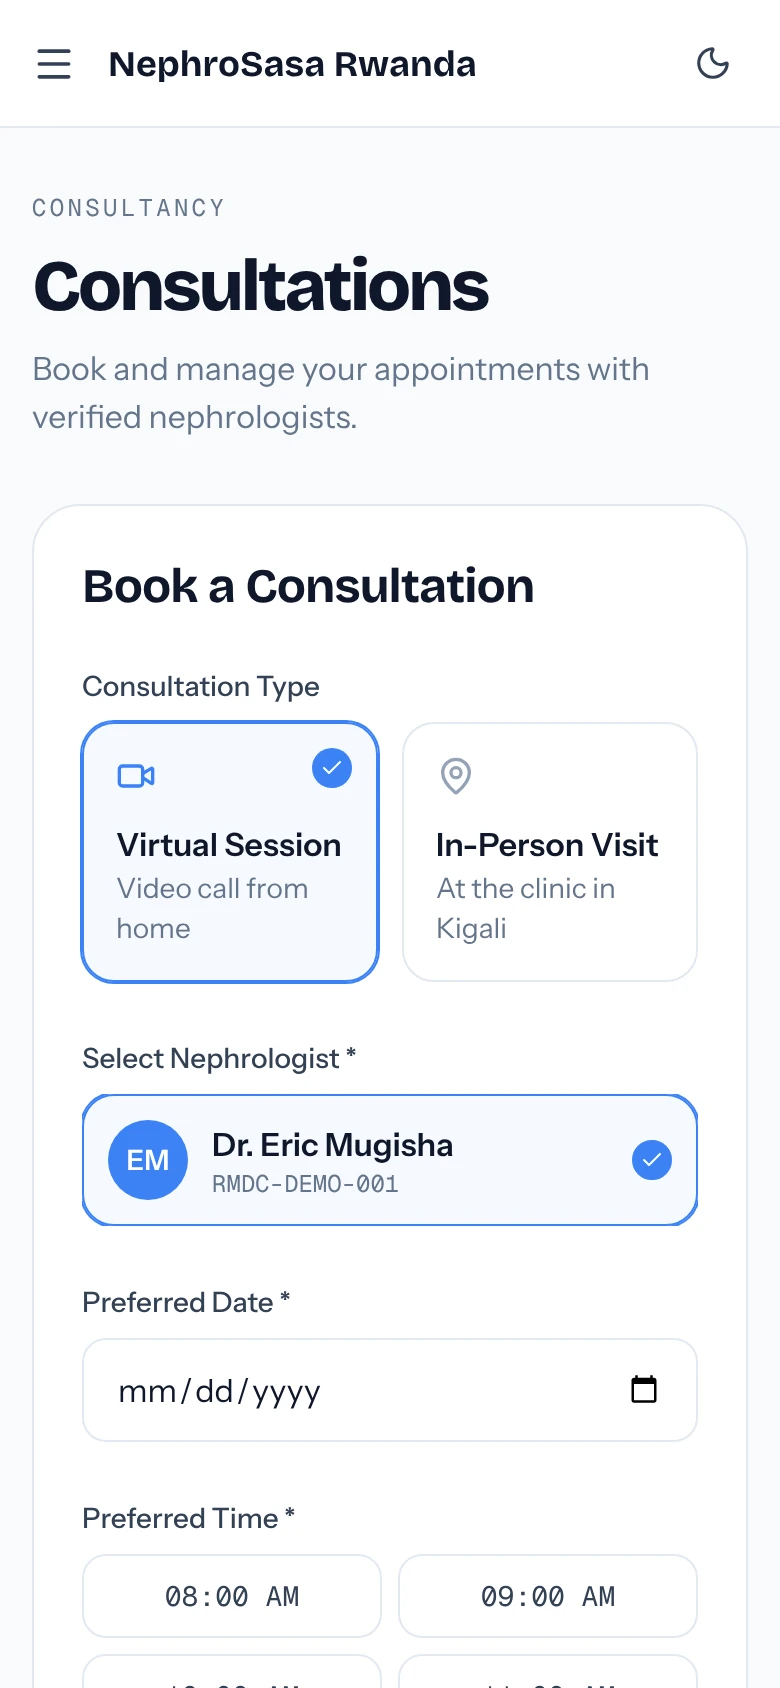 NephroSasa Rwanda
CONSULTANCY
Consultations
Book and manage your appointments with
verified nephrologists.
Book a Consultation
Consultation Type
Virtual Session
Video call from
home
In-Person Visit
At the clinic in
Kigali
Select Nephrologist *
EM
Dr. Eric Mugisha
RMDC-DEMO-001
Preferred Date *
mm/dd/yyyy
Preferred Time *
08:00 AM
09:00 AM